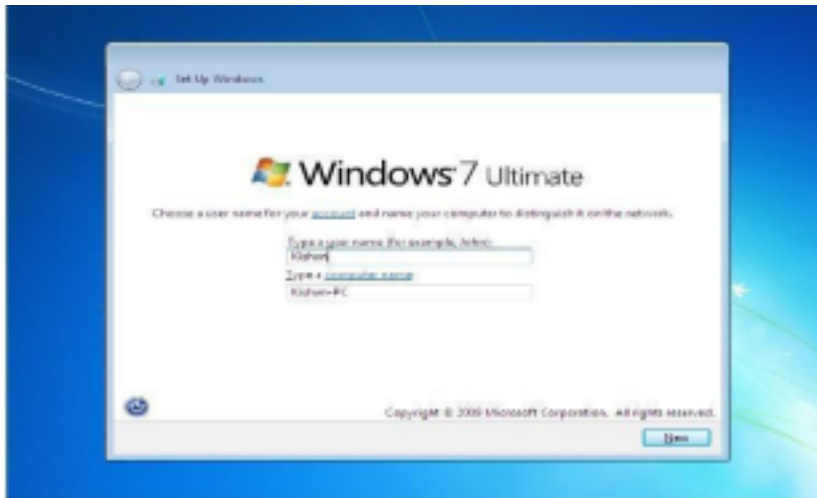 Set Up Windows
Windows 7 Ultimate
Choose a user name for your account and name your computer to distinguish it on the network.
Type a user name (for example, John):
Kishan
Type a computer name:
Kishan-PC
Copyright © 2009 Microsoft Corporation. All rights reserved.
Next